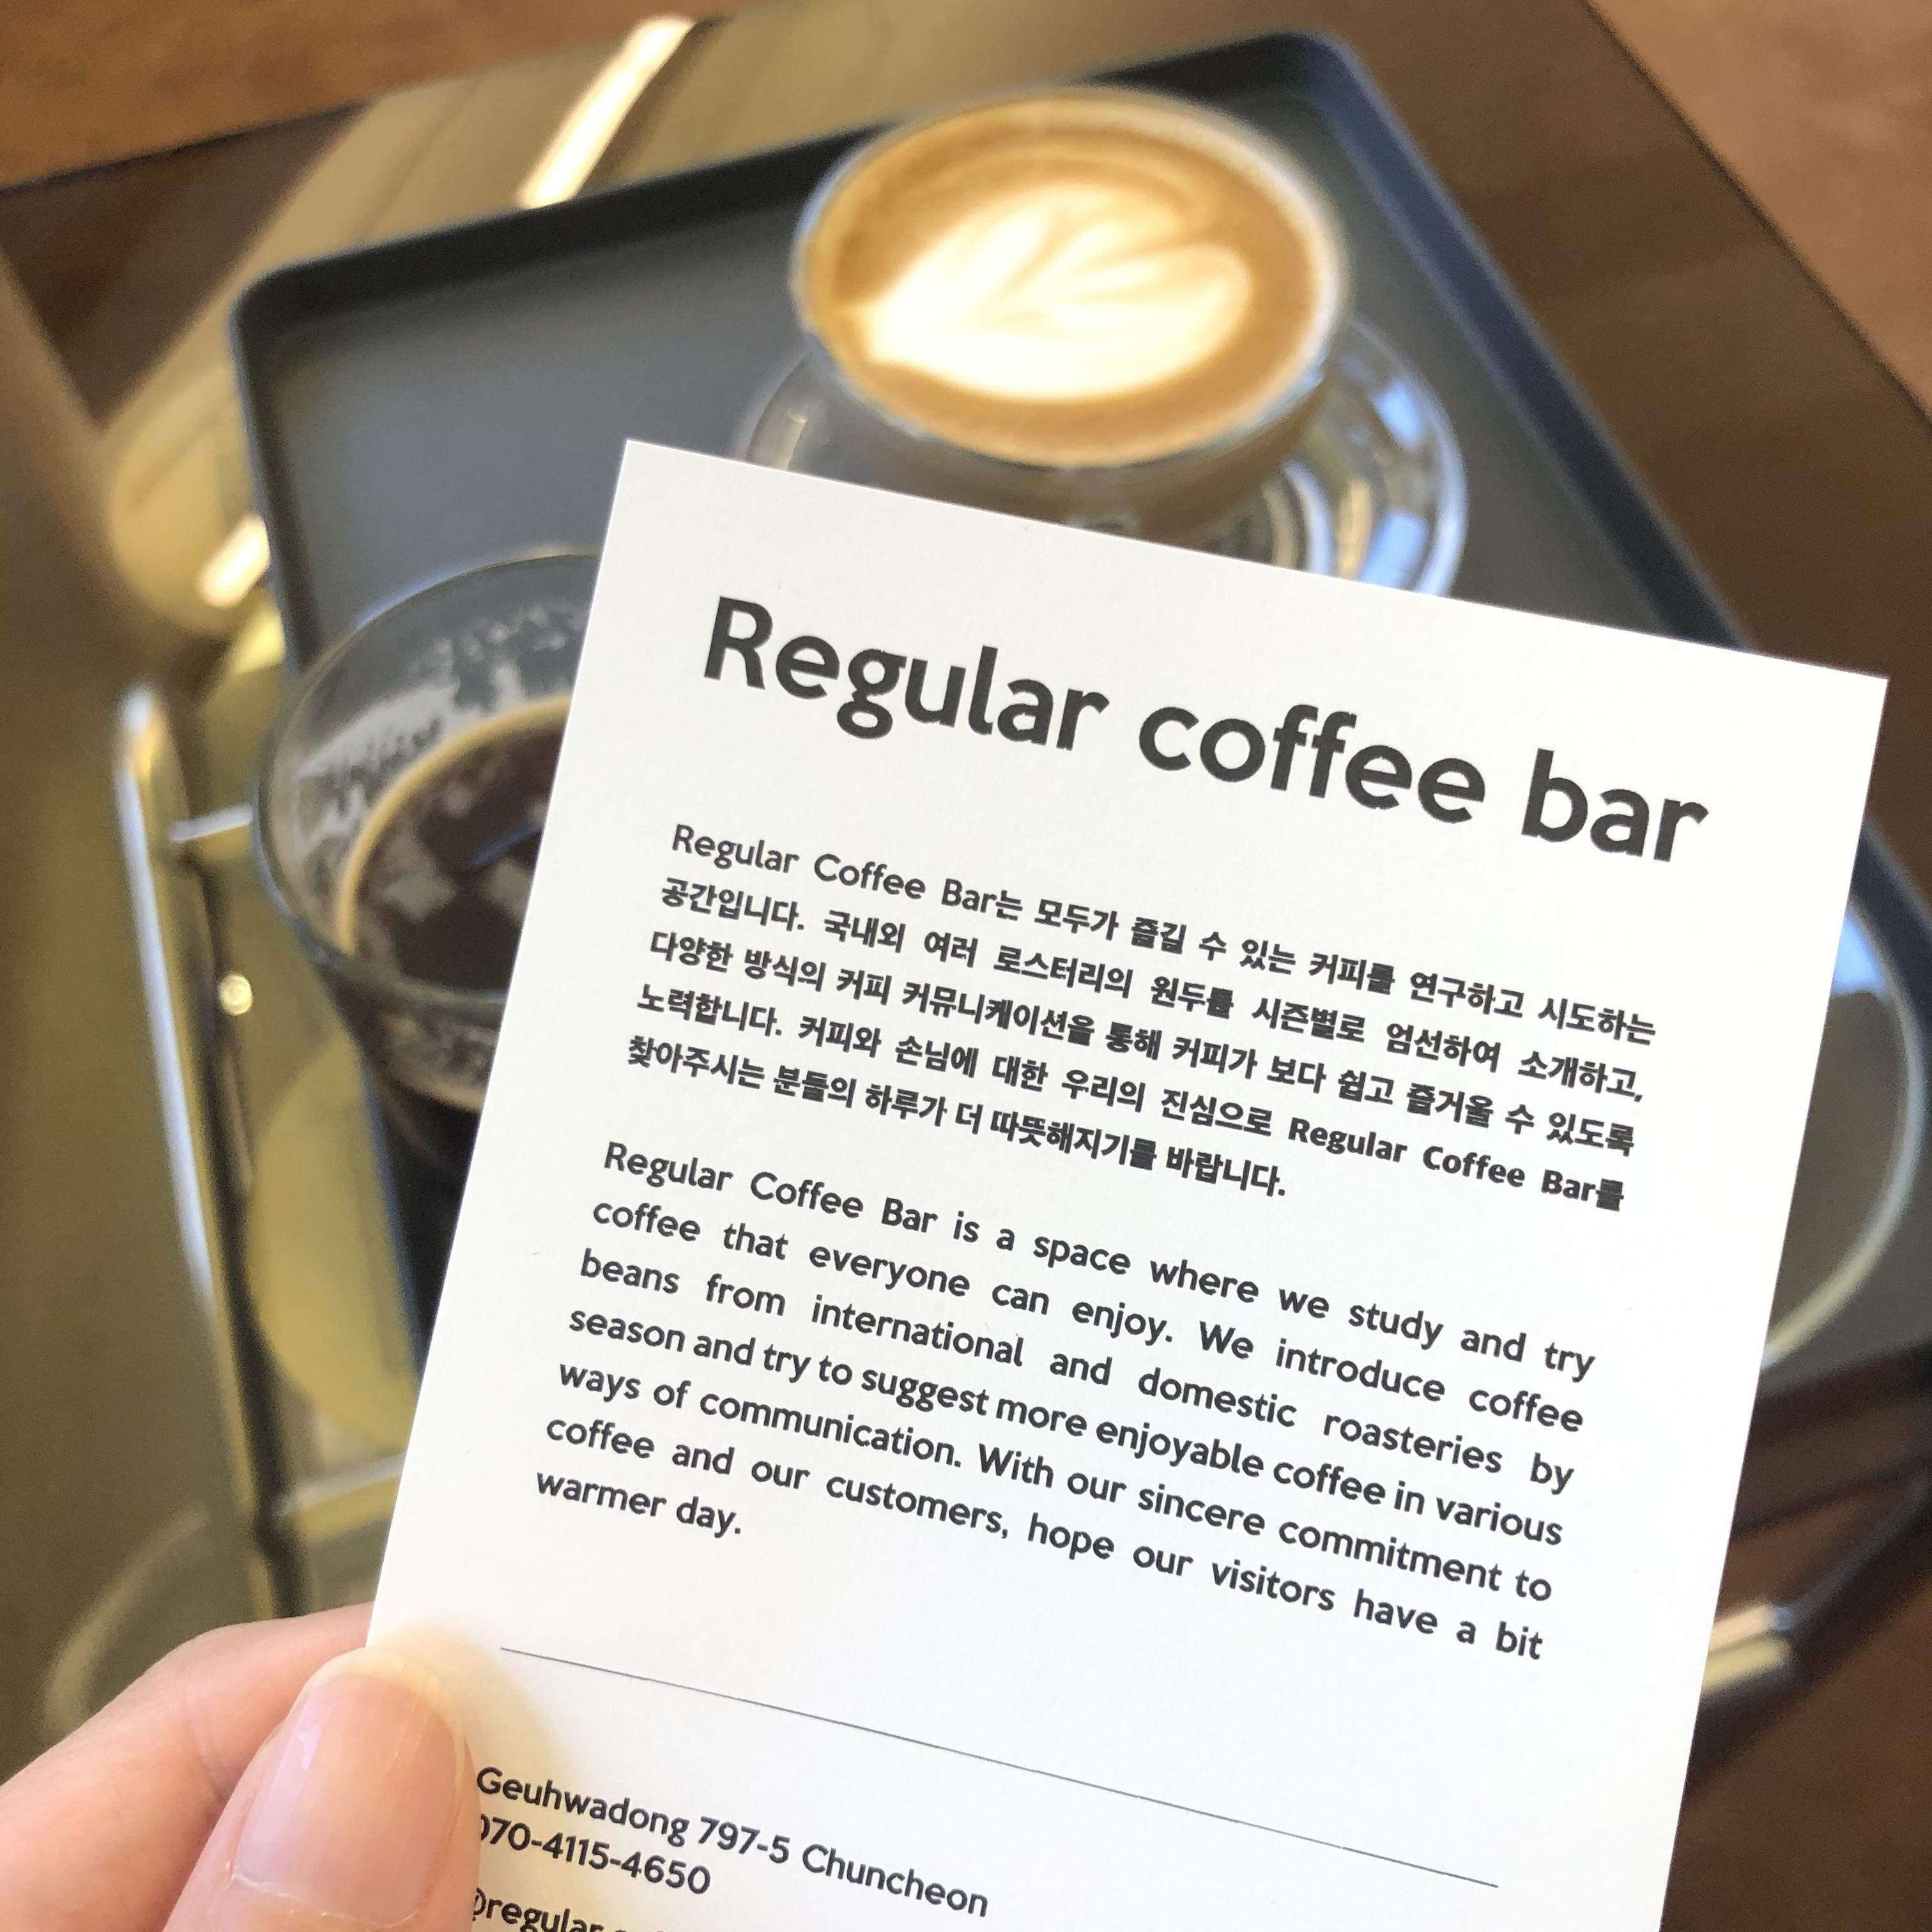 Regular coffee bar
Regular Coffee Bar는 모두가 즐길 수 있는 커피를 연구하고 시도하는
공간입니다. 국내외 여러 로스터리의 원두를 시즌별로 엄선하여 소개하고,
다양한 방식의 커피 커뮤니케이션을 통해 커피가 보다 쉽고 즐거울 수 있도록
노력합니다. 커피와 손님에 대한 우리의 진심으로 Regular Coffee Bar를
찾아주시는 분들의 하루가 더 따뜻해지기를 바랍니다.
Regular Coffee Bar is a space where we study and try
coffee that everyone can enjoy. We introduce coffee
beans from international and domestic roasteries by
season and try to suggest more enjoyable coffee in various
ways of communication. With our sincere commitment to
coffee and our customers, hope our visitors have a bit
warmer day.
Geuhwadong 797-5 Chuncheon
070-4115-4650
@regular